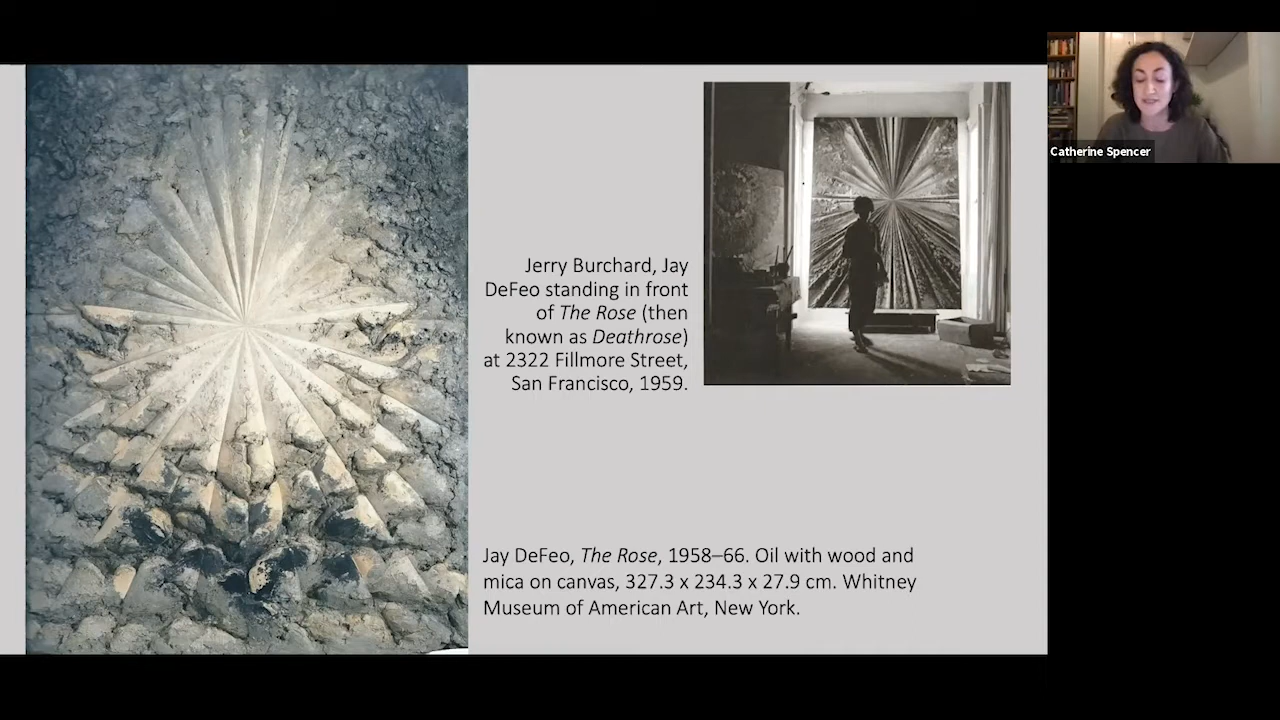 Jerry Burchard, Jay
DeFeo standing in front
of The Rose (then
known as Deathrose)
at 2322 Fillmore Street,
San Francisco, 1959.
Jay DeFeo, The Rose, 1958–66. Oil with wood and
mica on canvas, 327.3 x 234.3 x 27.9 cm. Whitney
Museum of American Art, New York.
Catherine Spencer